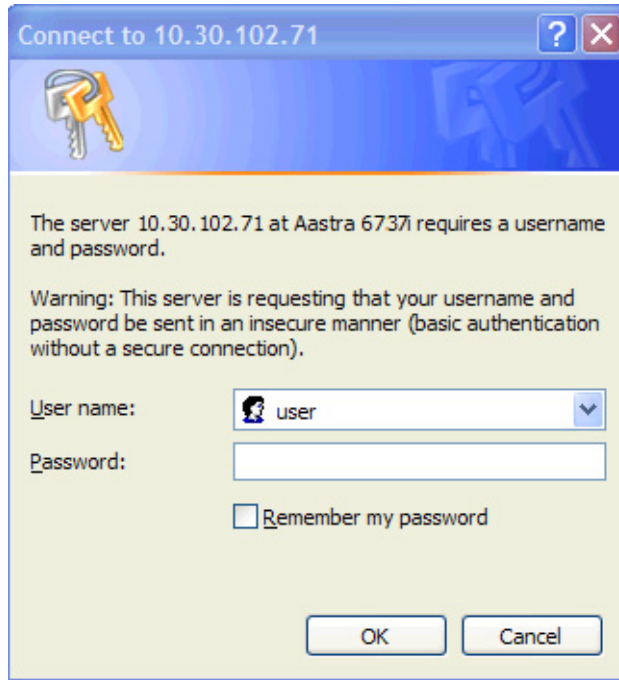 Connect to 10.30.102.71
The server 10.30.102.71 at Aastra 6737i requires a username
and password.
Warning: This server is requesting that your username and
password be sent in an insecure manner (basic authentication
without a secure connection).
User name:
user
Password:
Remember my password
OK
Cancel